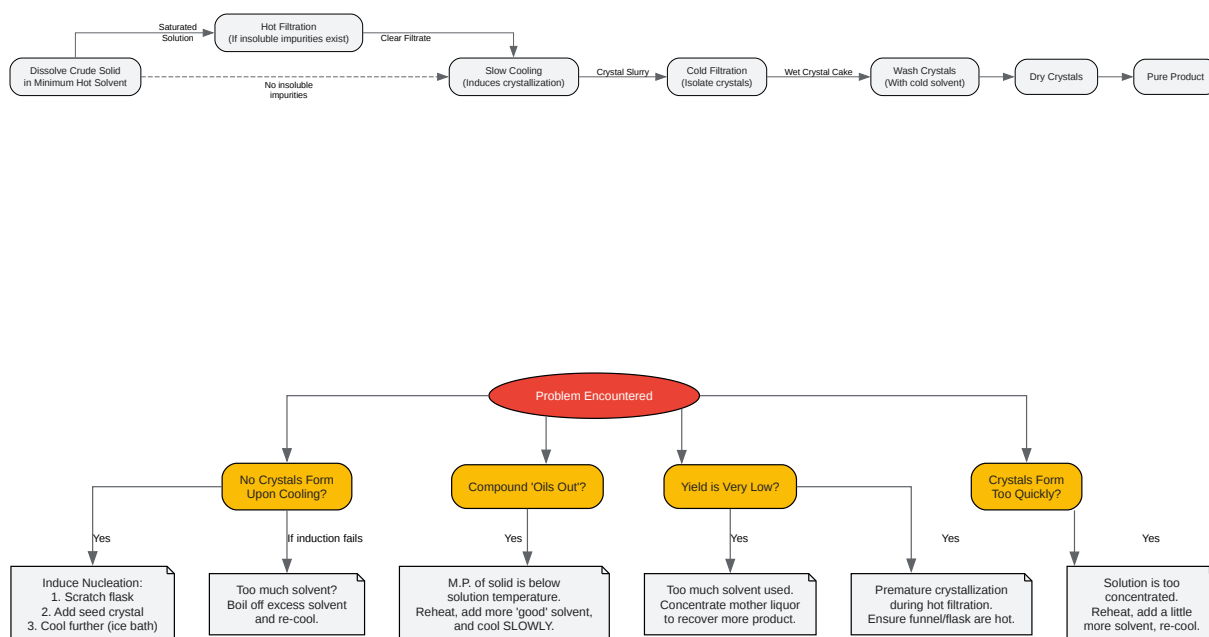 Saturated
Solution
Hot Filtration
(If insoluble impurities exist)
Clear Filtrate
Dissolve Crude Solid
in Minimum Hot Solvent
No insoluble
impurities
Slow Cooling
(Induces crystallization)
Crystal Slurry
Cold Filtration
(Isolate crystals)
Wet Crystal Cake
Wash Crystals
(With cold solvent)
Dry Crystals
Pure Product
Problem Encountered
No Crystals Form
Upon Cooling?
Compound 'Oils Out'?
Yield is Very Low?
Crystals Form
Too Quickly?
Yes
If induction fails
Yes
Yes
Yes
Yes
Induce Nucleation:
1. Scratch flask
2. Add seed crystal
3. Cool further (ice bath)
Too much solvent?
Boil off excess solvent
and re-cool.
M.P. of solid is below
solution temperature.
Reheat, add more 'good' solvent,
and cool SLOWLY.
Too much solvent used.
Concentrate mother liquor
to recover more product.
Premature crystallization
during hot filtration.
Ensure funnel/flask are hot.
Solution is too
concentrated.
Reheat, add a little
more solvent, re-cool.